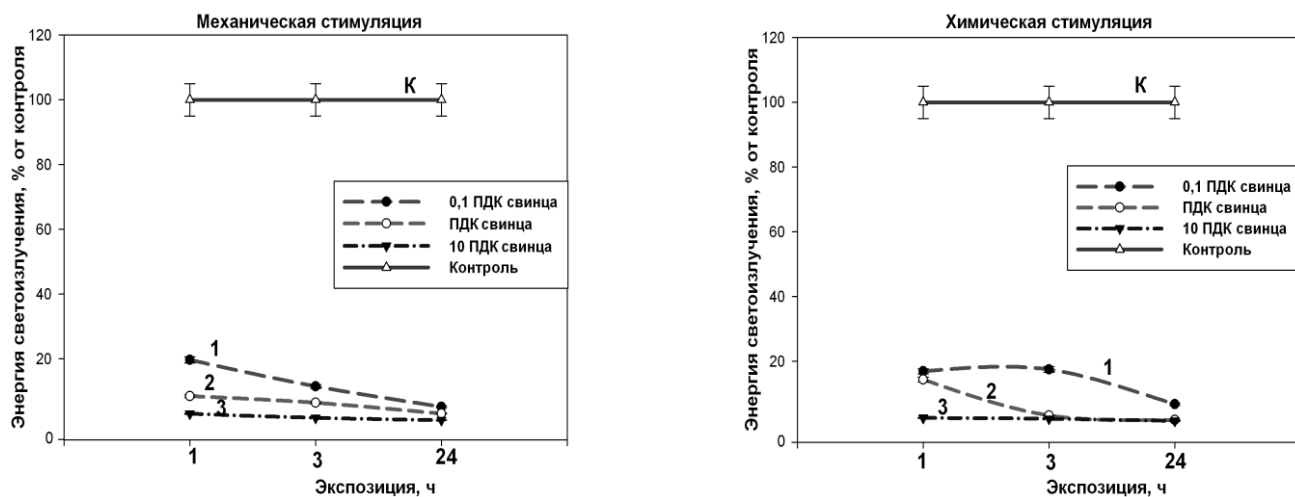 Механическая стимуляция
Энергия светоизлучения, % от контроля
120
100
80
60
40
20
0
К
0,1 ПДК свинца
ПДК свинца
10 ПДК свинца
Контроль
1
2
3
1
3
24
Экспозиция, ч
Химическая стимуляция
Энергия светоизлучения, % от контроля
120
100
80
60
40
20
0
К
0,1 ПДК свинца
ПДК свинца
10 ПДК свинца
Контроль
1
2
3
1
3
24
Экспозиция, ч